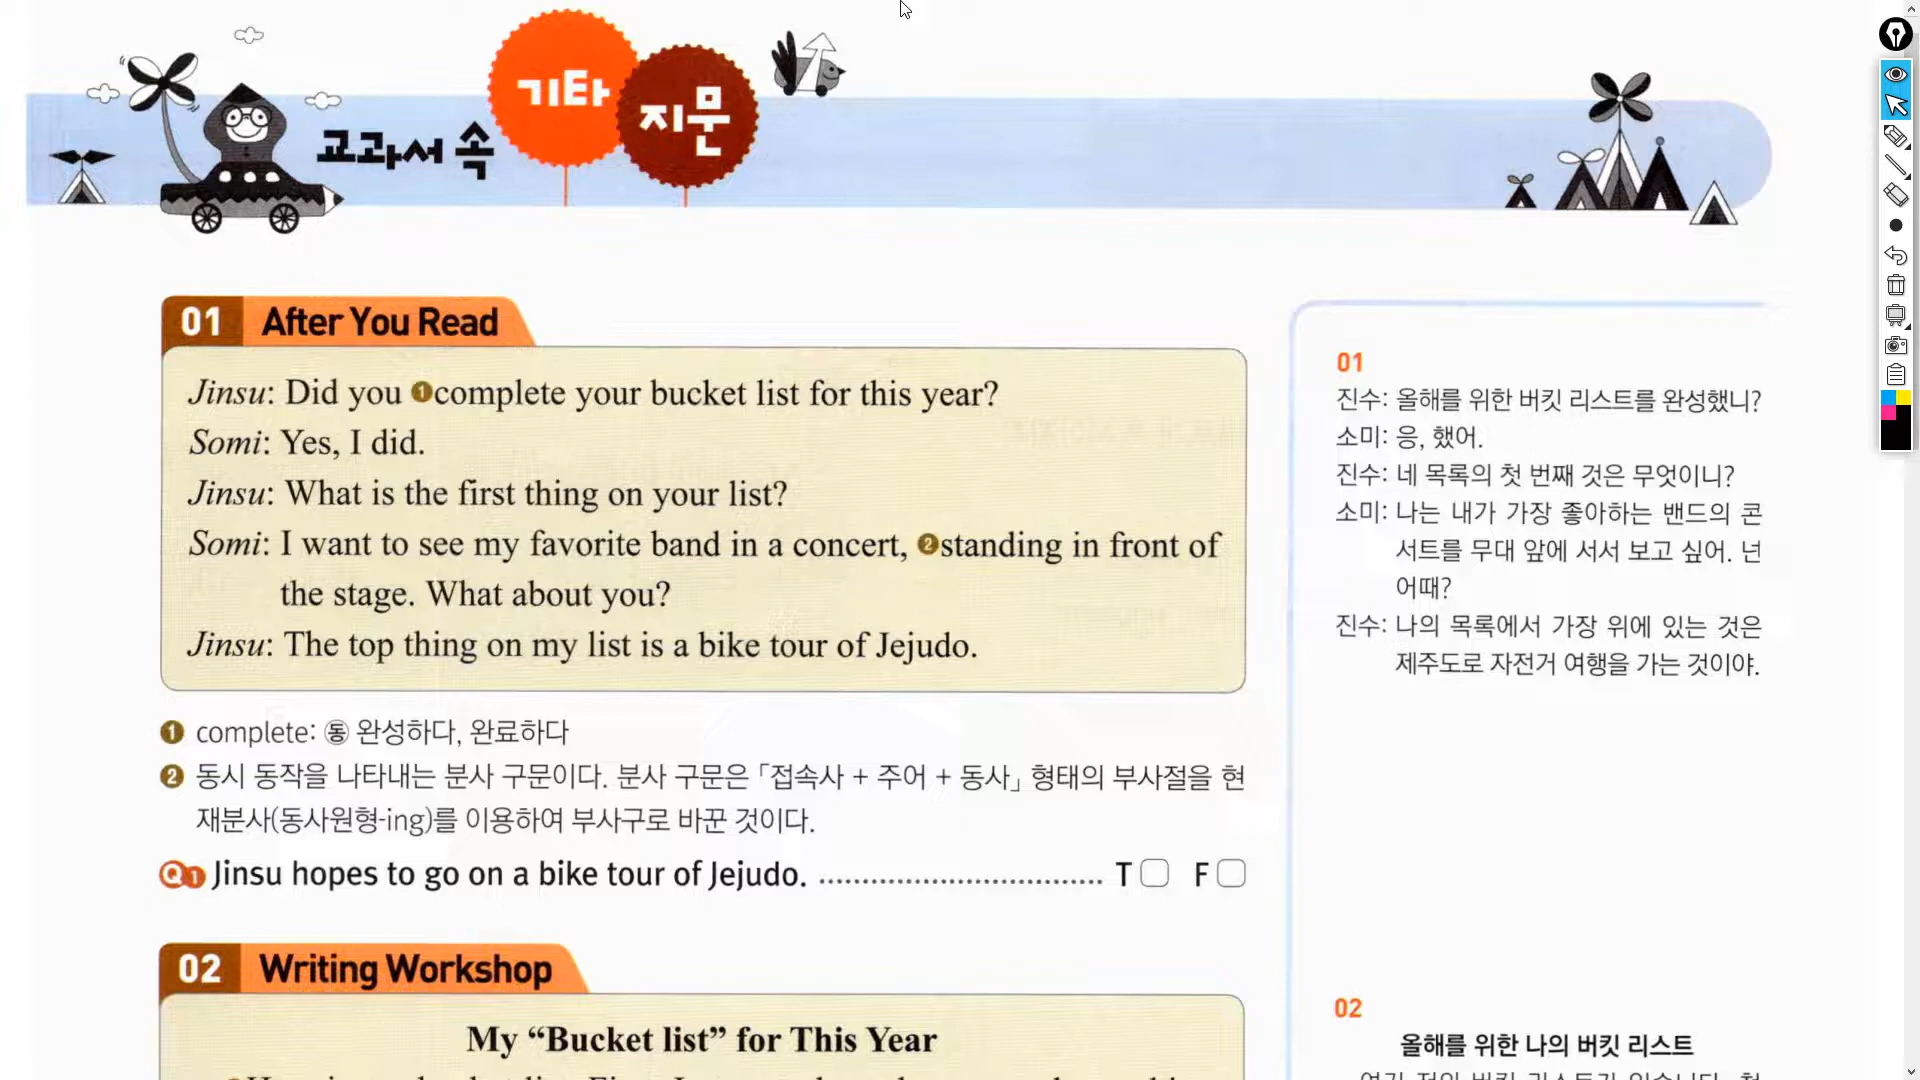 교과서 속 기타 지문
01 After You Read
Jinsu: Did you ❶complete your bucket list for this year?
Somi: Yes, I did.
Jinsu: What is the first thing on your list?
Somi: I want to see my favorite band in a concert, ❷standing in front of
the stage. What about you?
Jinsu: The top thing on my list is a bike tour of Jejudo.
❶ complete: 동 완성하다, 완료하다
❷ 동시 동작을 나타내는 분사 구문이다. 분사 구문은 「접속사 + 주어 + 동사」 형태의 부사절을 현
재분사(동사원형-ing)를 이용하여 부사구로 바꾼 것이다.
Q1 Jinsu hopes to go on a bike tour of Jejudo. ................................ T F
01
진수: 올해를 위한 버킷 리스트를 완성했니?
소미: 응, 했어.
진수: 네 목록의 첫 번째 것은 무엇이니?
소미: 나는 내가 가장 좋아하는 밴드의 콘
서트를 무대 앞에 서서 보고 싶어. 넌
어때?
진수: 나의 목록에서 가장 위에 있는 것은
제주도로 자전거 여행을 가는 것이야.
02 Writing Workshop
My “Bucket list” for This Year
02
올해를 위한 나의 버킷 리스트